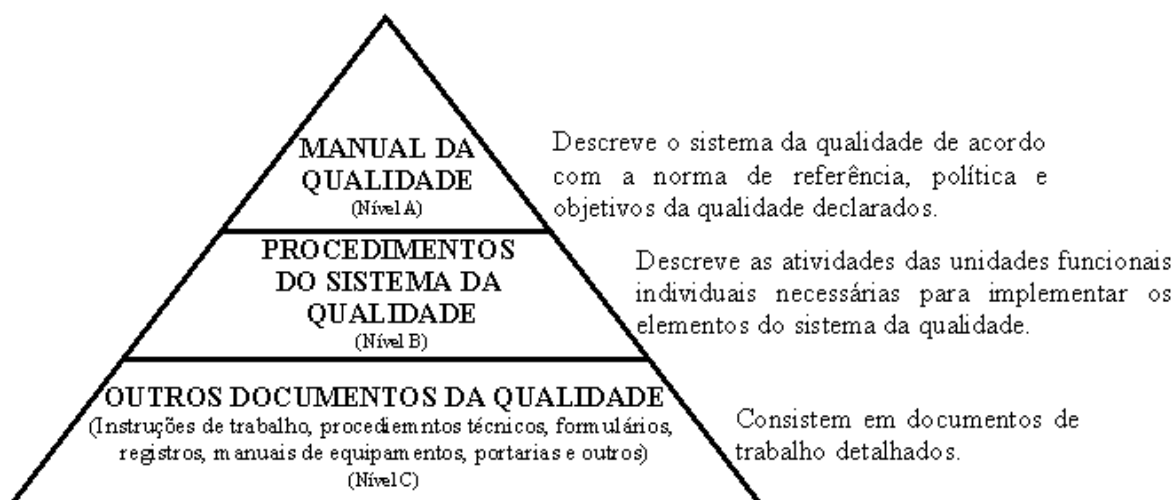 MANUAL DA
QUALIDADE
(Nível A)
Descreve o sistema da qualidade de acordo
com a norma de referência, política e
objetivos da qualidade declarados.
PROCEDIMENTOS
DO SISTEMA DA
QUALIDADE
(Nível B)
Descreve as atividades das unidades funcionais
individuais necessárias para implementar os
elementos do sistema da qualidade.
OUTROS DOCUMENTOS DA QUALIDADE
(Instruções de trabalho, procediemntos técnicos, formulários,
registros, manuais de equipamentos, portarias e outros)
(Nível C)
Consistem em documentos de
trabalho detalhados.